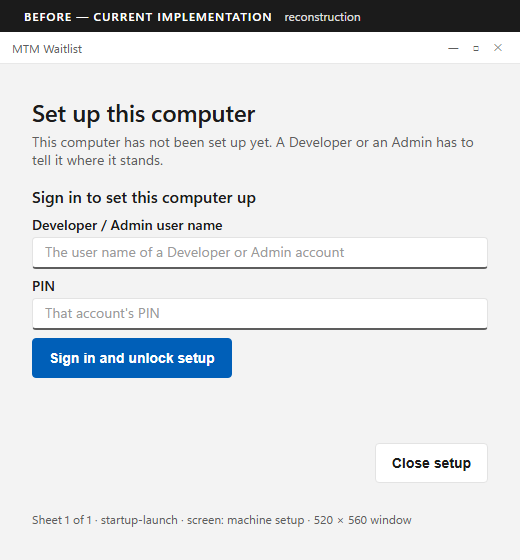 BEFORE — CURRENT IMPLEMENTATION reconstruction
MTM Waitlist
Set up this computer
This computer has not been set up yet. A Developer or an Admin has to
tell it where it stands.
Sign in to set this computer up
Developer / Admin user name
The user name of a Developer or Admin account
PIN
That account's PIN
Sign in and unlock setup
Close setup
Sheet 1 of 1 · startup-launch · screen: machine setup · 520 × 560 window